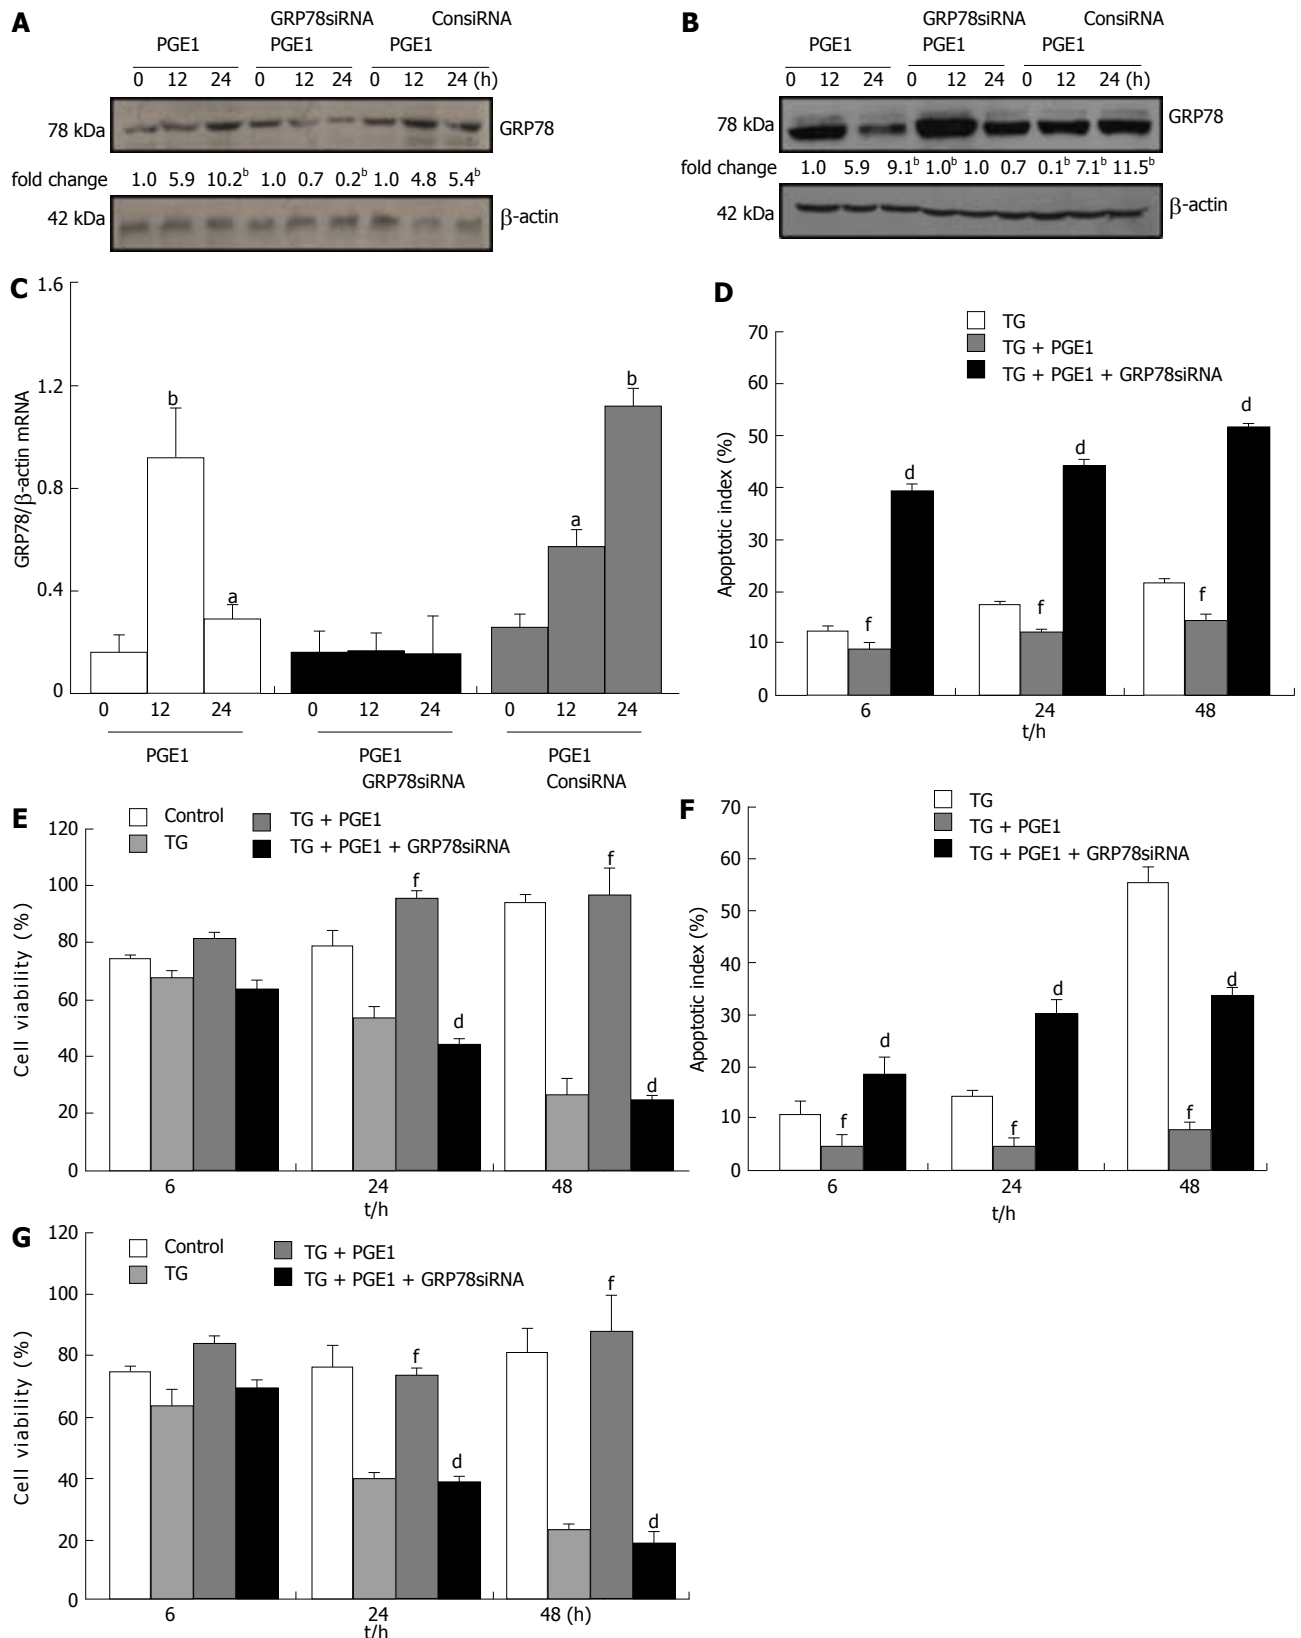 A
GRP78siRNA ConsiRNA
PGE1 PGE1 PGE1
0 12 24 0 12 24 0 12 24 (h)
78 kDa GRP78
fold change 1.0 5.9 10.2b 1.0 0.7 0.2b 1.0 4.8 5.4b
42 kDa β-actin
B
GRP78siRNA ConsiRNA
PGE1 PGE1 PGE1
0 12 24 0 12 24 0 12 24 (h)
78 kDa GRP78
fold change 1.0 5.9 9.1b 1.0b 1.0 0.7 0.1b 7.1b 11.5b
42 kDa β-actin
C
GRP78/β-actin mRNA
1.6
1.2
0.8
0.4
0
b
a
a
b
0 12 24 0 12 24 0 12 24
PGE1 PGE1 PGE1
GRP78siRNA ConsiRNA
D
TG
TG + PGE1
TG + PGE1 + GRP78siRNA
Apoptotic index (%)
70
60
50
40
30
20
10
0
f d f d f d
6 24 48
t/h
E
Control TG + PGE1
TG TG + PGE1 + GRP78siRNA
Cell viability (%)
120
100
80
60
40
20
0
f d f d
6 24 48
t/h
F
TG
TG + PGE1
TG + PGE1 + GRP78siRNA
Apoptotic index (%)
70
60
50
40
30
20
10
0
f d f d f d
6 24 48
t/h
G
Control TG + PGE1
TG TG + PGE1 + GRP78siRNA
Cell viability (%)
120
100
80
60
40
20
0
f d f d
6 24 48 (h)
t/h